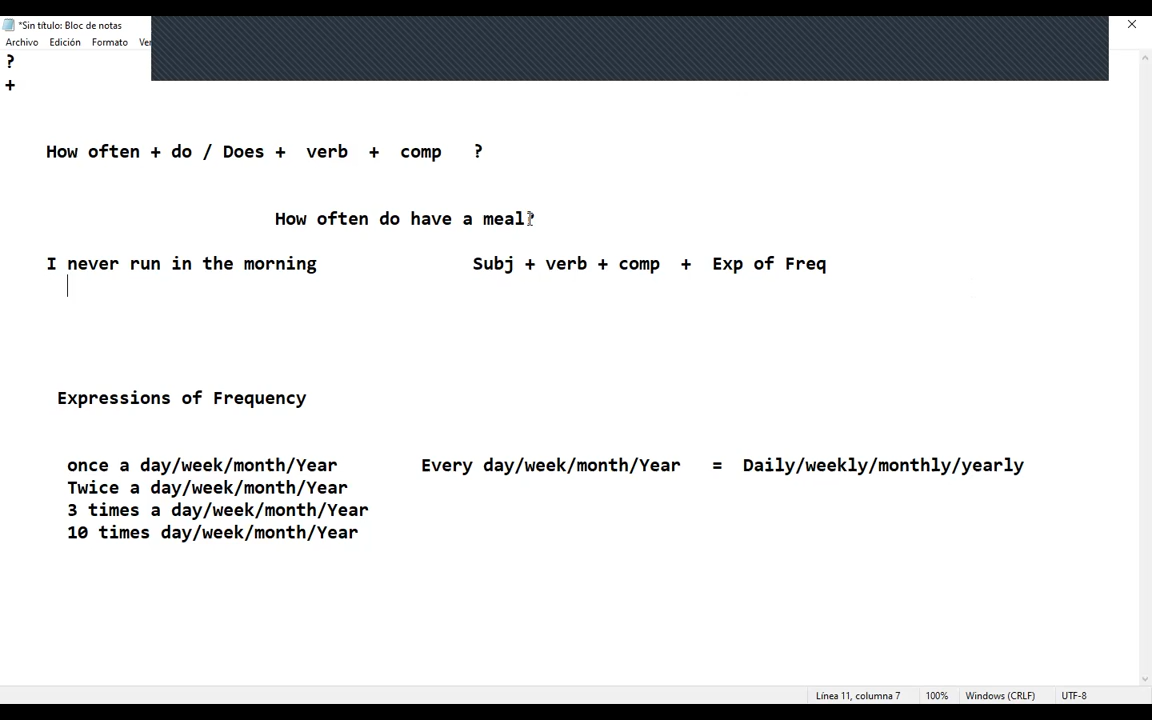 *Sin título: Bloc de notas
Archivo Edición Formato Ver
?
+
How often + do / Does + verb + comp ?
How often do have a meal?
I never run in the morning Subj + verb + comp + Exp of Freq
Expressions of Frequency
once a day/week/month/Year Every day/week/month/Year = Daily/weekly/monthly/yearly
Twice a day/week/month/Year
3 times a day/week/month/Year
10 times day/week/month/Year
Línea 11, columna 7 100% Windows (CRLF) UTF-8